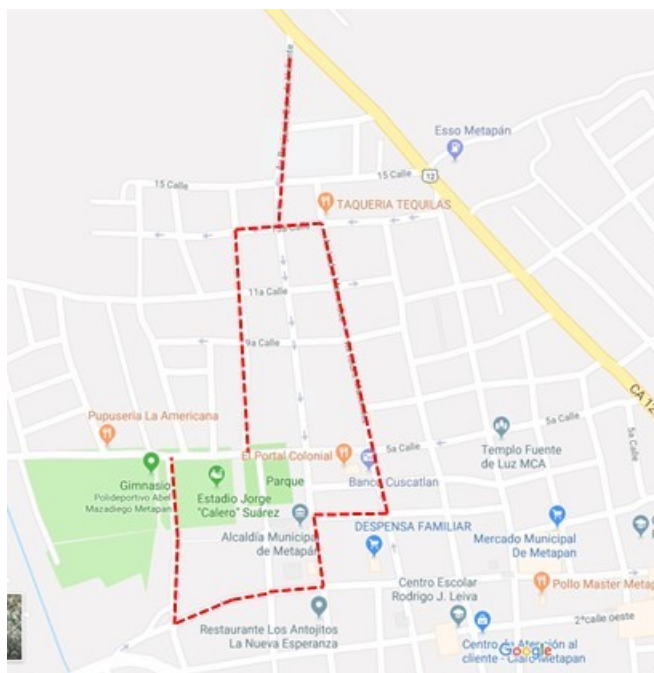 Esso Metapán
15 Calle
15 Calle
12
TAQUERIA TEQUILAS
11a Calle
9a Calle
CA 12
Pupuseria La Americana
5a Calle
5a Calle
El Portal Colonial
Templo Fuente
de Luz MCA
Banco Cuscatlan
Gimnasio
Polideportivo Abel
Mazadiego Metapan
Estadio Jorge
"Calero" Suárez
Parque
Alcaldía Municipal
de Metapán
DESPENSA FAMILIAR
Mercado Municipal
De Metapan
Centro Escolar
Rodrigo J. Leiva
Pollo Master Metap
Restaurante Los Antojitos
La Nueva Esperanza
2ª calle oeste
Centro de Atención al
cliente - Claro Metapan
Google